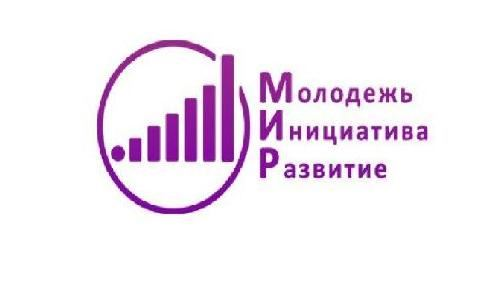 Молодежь
Инициатива
Развитие